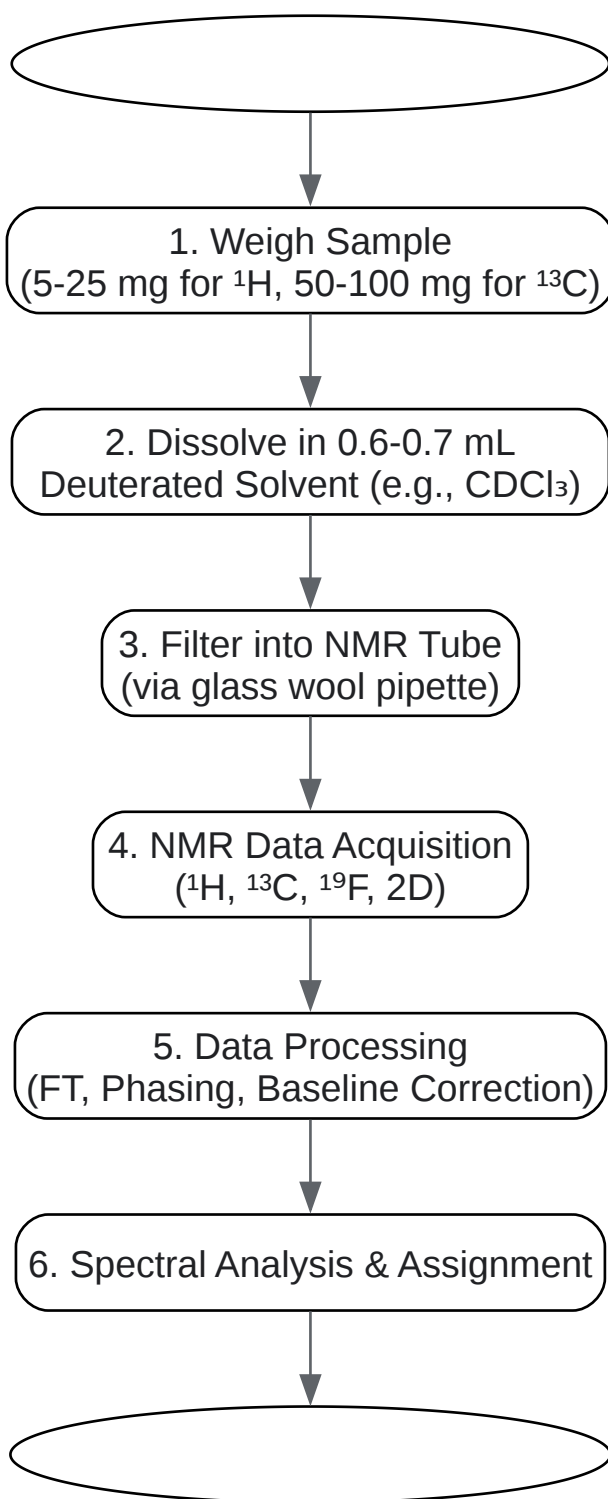 1. Weigh Sample
(5-25 mg for ¹H, 50-100 mg for ¹³C)
2. Dissolve in 0.6-0.7 mL
Deuterated Solvent (e.g., CDCl₃)
3. Filter into NMR Tube
(via glass wool pipette)
4. NMR Data Acquisition
(¹H, ¹³C, ¹⁹F, 2D)
5. Data Processing
(FT, Phasing, Baseline Correction)
6. Spectral Analysis & Assignment